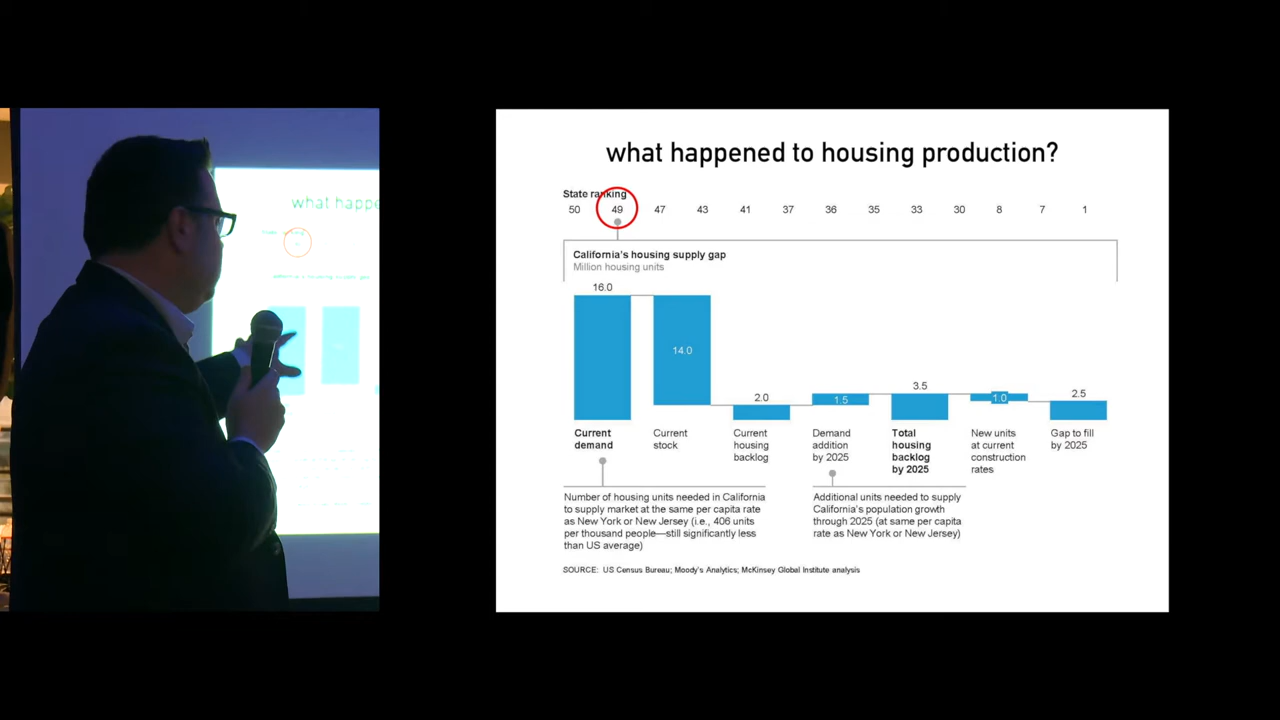 what happe
what happened to housing production?
State ranking
50 49 47 43 41 37 36 35 33 30 8 7 1
California's housing supply gap
Million housing units
16.0
14.0
2.0
1.5
3.5
1.0
2.5
Current
demand
Current
stock
Current
housing
backlog
Demand
addition
by 2025
Total
housing
backlog
by 2025
New units
at current
construction
rates
Gap to fill
by 2025
Number of housing units needed in California
to supply market at the same per capita rate
as New York or New Jersey (i.e., 406 units
per thousand people—still significantly less
than US average)
Additional units needed to supply
California's population growth
through 2025 (at same per capita
rate as New York or New Jersey)
SOURCE: US Census Bureau; Moody's Analytics; McKinsey Global Institute analysis